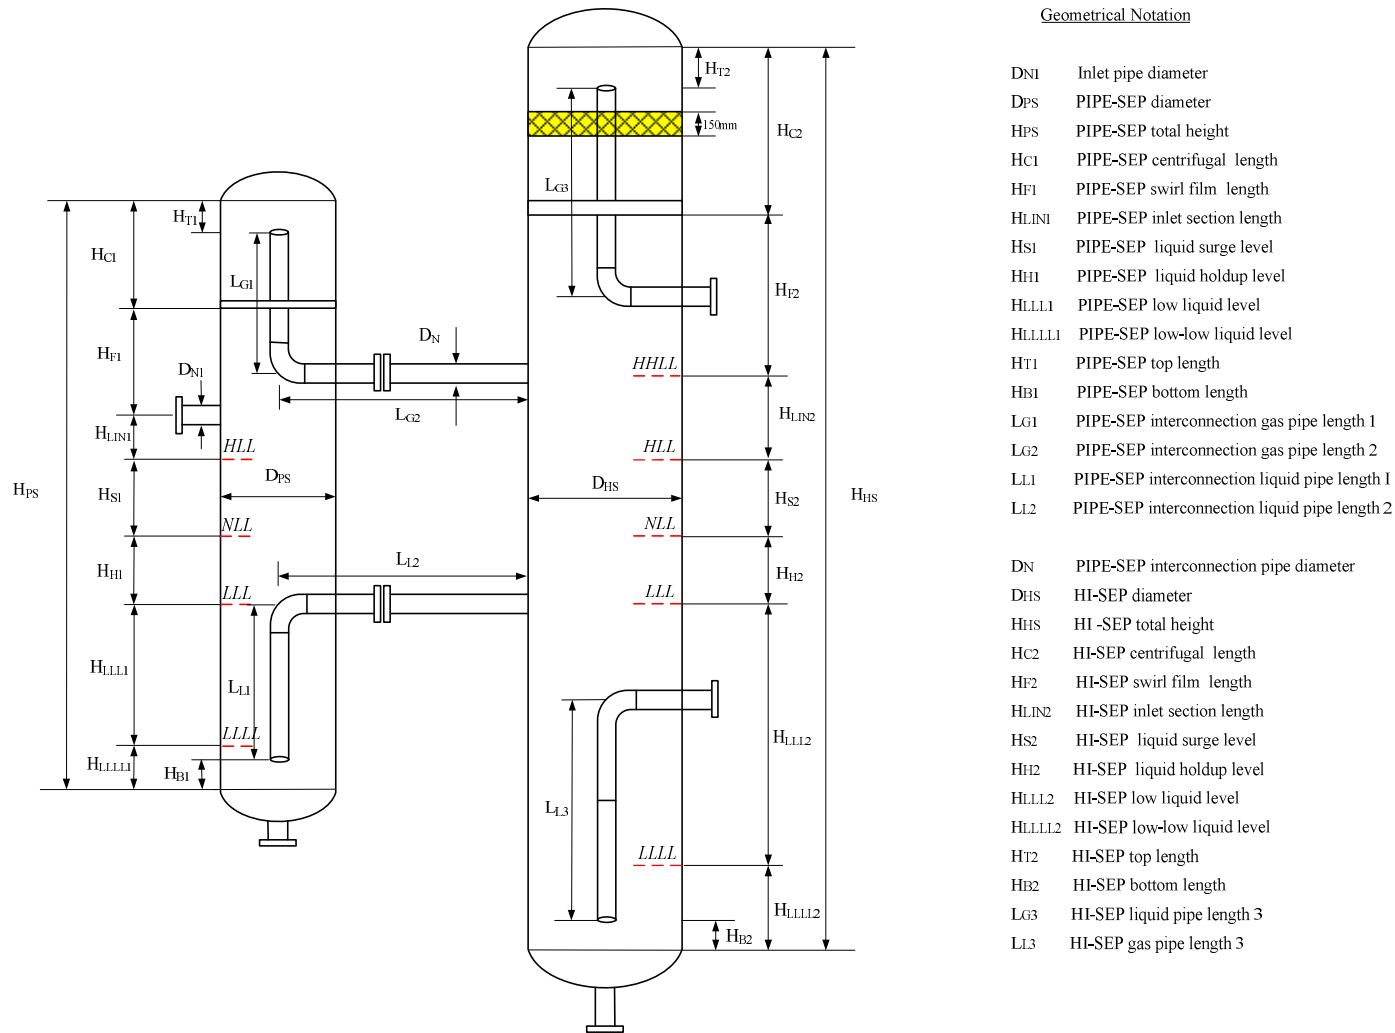 Geometrical Notation
DN1 Inlet pipe diameter
DPS PIPE-SEP diameter
HPS PIPE-SEP total height
HC1 PIPE-SEP centrifugal length
HF1 PIPE-SEP swirl film length
HLIN1 PIPE-SEP inlet section length
HS1 PIPE-SEP liquid surge level
HH1 PIPE-SEP liquid holdup level
HLLL1 PIPE-SEP low liquid level
HLLLL1 PIPE-SEP low-low liquid level
HT1 PIPE-SEP top length
HB1 PIPE-SEP bottom length
LG1 PIPE-SEP interconnection gas pipe length 1
LG2 PIPE-SEP interconnection gas pipe length 2
LL1 PIPE-SEP interconnection liquid pipe length 1
LL2 PIPE-SEP interconnection liquid pipe length 2
DN PIPE-SEP interconnection pipe diameter
DHS HI-SEP diameter
HHS HI -SEP total height
HC2 HI-SEP centrifugal length
HF2 HI-SEP swirl film length
HLIN2 HI-SEP inlet section length
HS2 HI-SEP liquid surge level
HH2 HI-SEP liquid holdup level
HLLL2 HI-SEP low liquid level
HLLLL2 HI-SEP low-low liquid level
HT2 HI-SEP top length
HB2 HI-SEP bottom length
LG3 HI-SEP liquid pipe length 3
LL3 HI-SEP gas pipe length 3
HT1
HC1
LG1
HF1
DN1
HLIN1
HLL
DPS
HPS
HS1
NLL
HH1
LLL
HLLL1
LL1
LLLL
HLLLL1
HB1
DN
LG2
LL2
HT2
150mm
HC2
LG3
HF2
HHLL
HLIN2
HLL
DHS
HS2
HHS
NLL
HH2
LLL
HLLL2
LL3
LLLL
HLLLL2
HB2